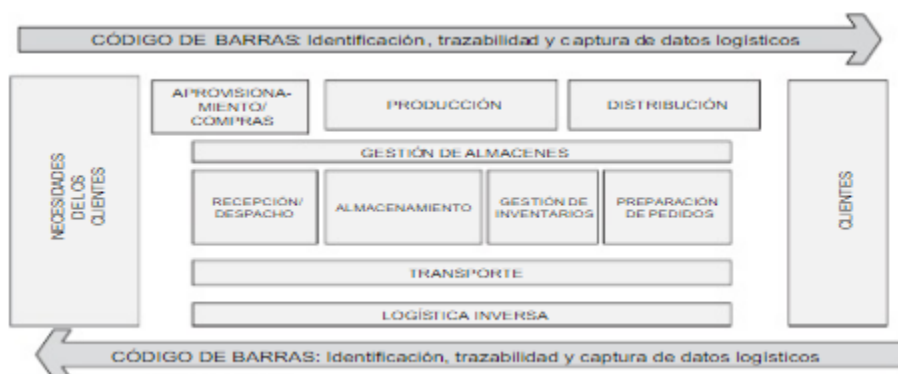 CÓDIGO DE BARRAS: Identificación, trazabilidad y captura de datos logísticos
APROVISIONA-
MIENTO/
COMPRAS
PRODUCCIÓN
DISTRIBUCIÓN
NECESIDADES
DE LOS
CLIENTES
GESTIÓN DE ALMACENES
RECEPCIÓN/
DESPACHO
ALMACENAMIENTO
GESTIÓN DE
INVENTARIOS
PREPARACIÓN
DE PEDIDOS
CLIENTES
TRANSPORTE
LOGÍSTICA INVERSA
CÓDIGO DE BARRAS: Identificación, trazabilidad y captura de datos logísticos